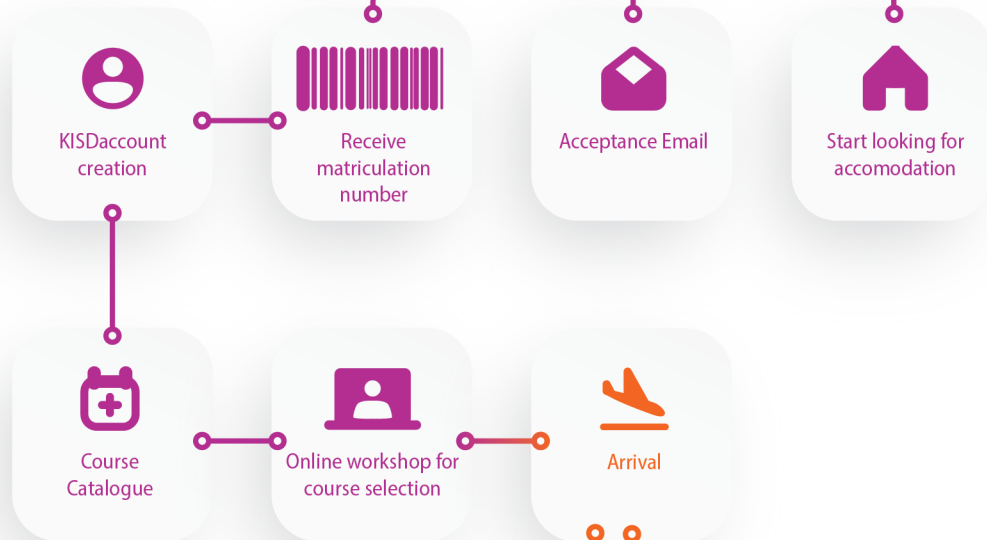 KISDaccount
creation
Receive
matriculation
number
Acceptance Email
Start looking for
accomodation
Course
Catalogue
Online workshop for
course selection
Arrival